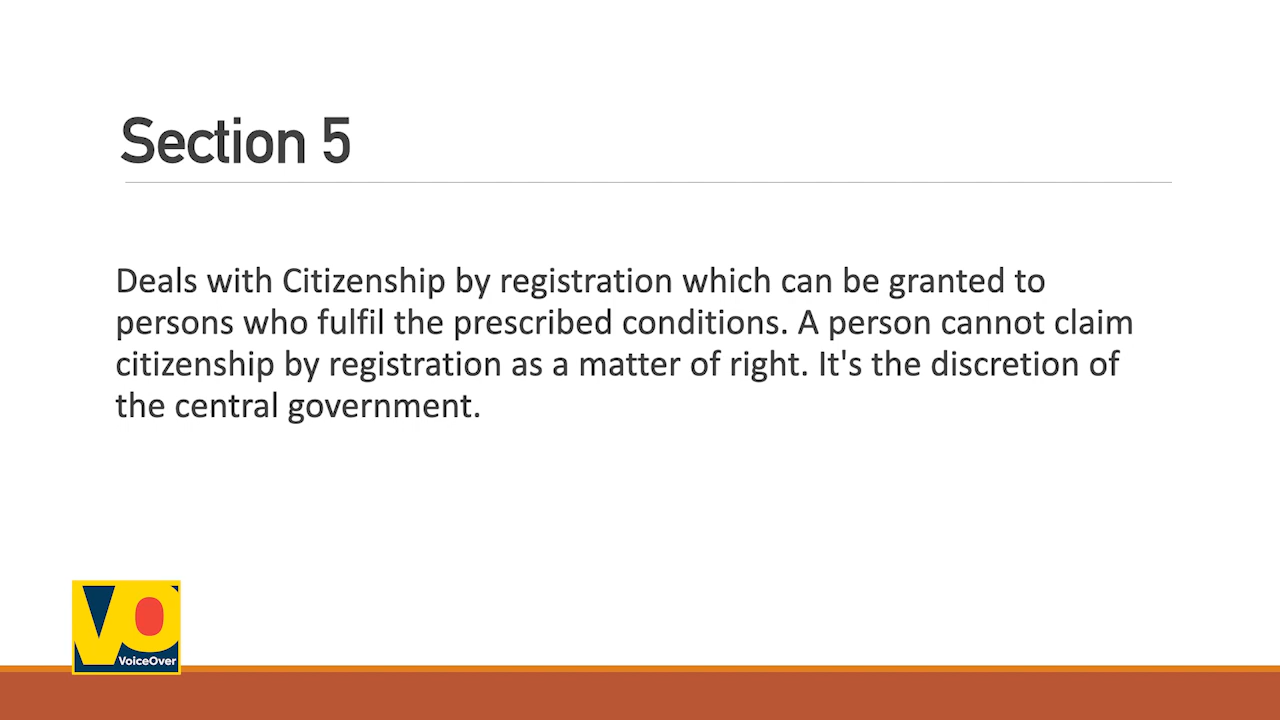 Section 5
Deals with Citizenship by registration which can be granted to
persons who fulfil the prescribed conditions. A person cannot claim
citizenship by registration as a matter of right. It's the discretion of
the central government.
VO
VoiceOver